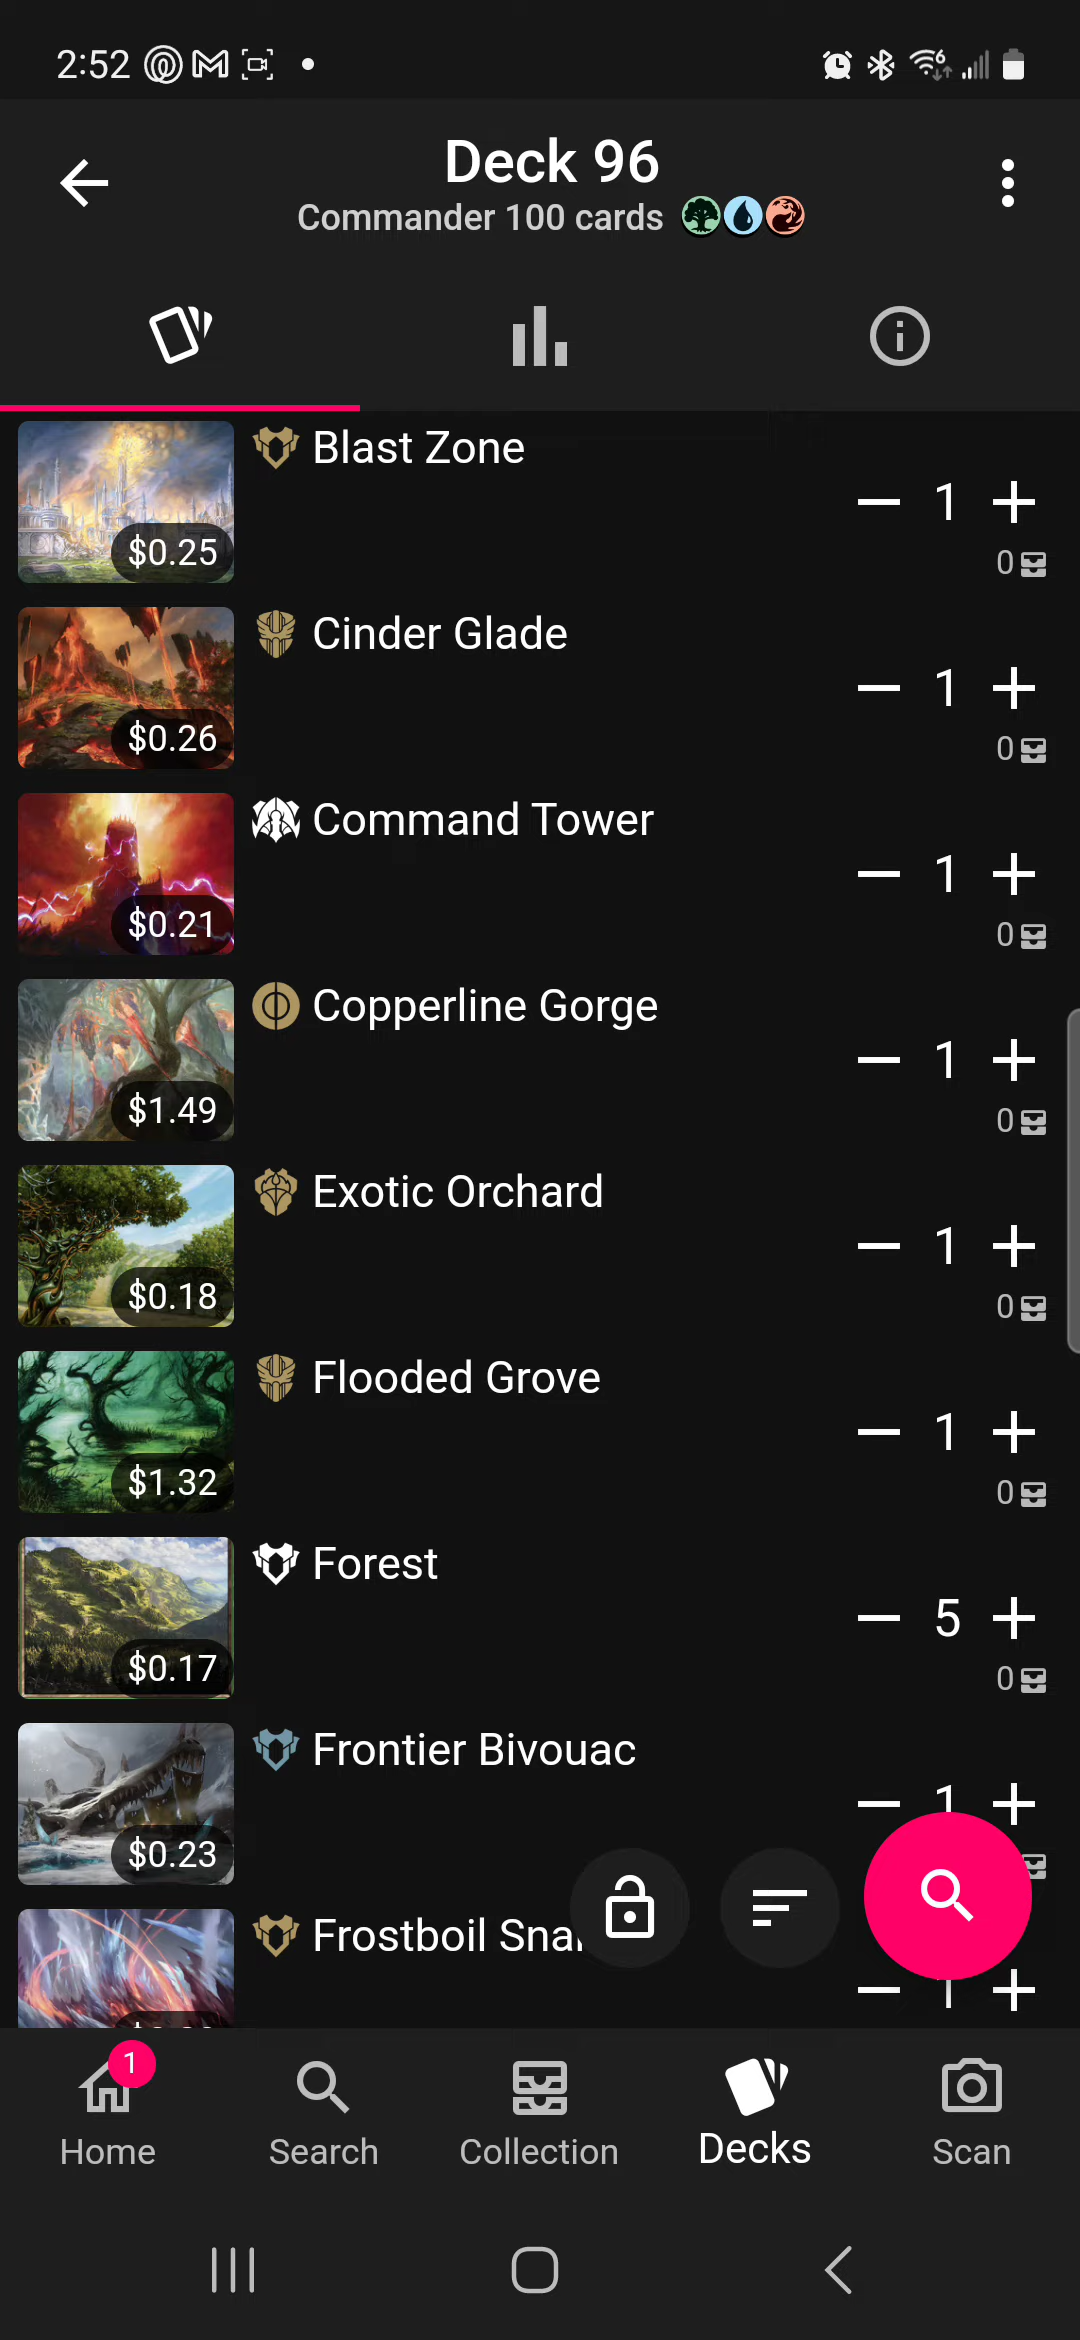 2:52
6
Deck 96
Commander 100 cards
Blast Zone
$0.25
1
0
Cinder Glade
$0.26
1
0
Command Tower
$0.21
1
0
Copperline Gorge
$1.49
1
0
Exotic Orchard
$0.18
1
0
Flooded Grove
$1.32
1
0
Forest
$0.17
5
0
Frontier Bivouac
$0.23
1
Frostboil
1
1
Home
Search
Collection
Decks
Scan